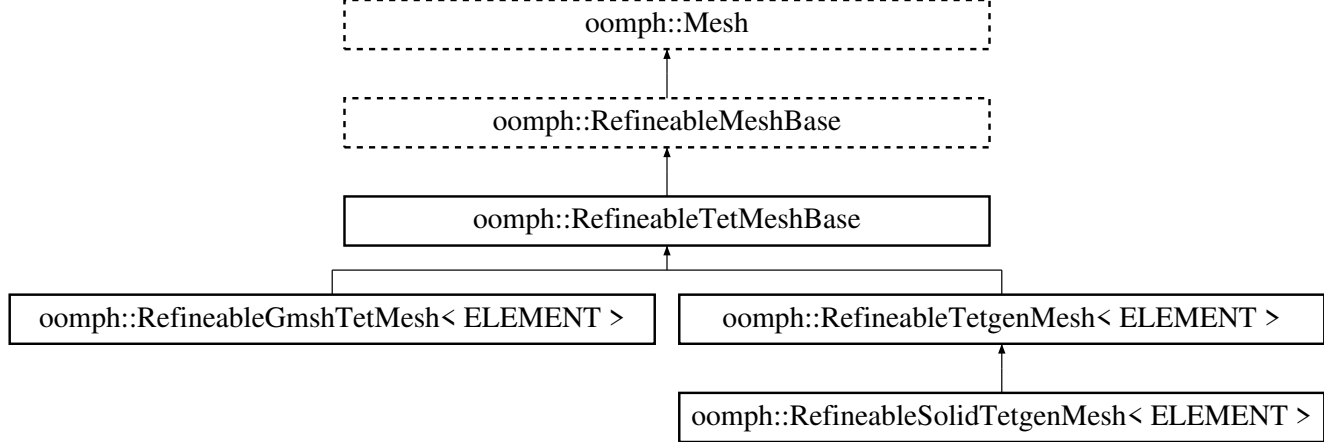 oomph::Mesh
oomph::RefineableMeshBase
oomph::RefineableTetMeshBase
oomph::RefineableGmshTetMesh< ELEMENT >
oomph::RefineableTetgenMesh< ELEMENT >
oomph::RefineableSolidTetgenMesh< ELEMENT >